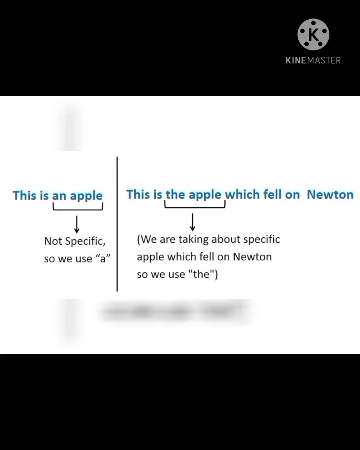 K
KINEMASTER
This is an apple
Not Specific,
so we use “a”
This is the apple which fell on Newton
(We are taking about specific
apple which fell on Newton
so we use "the")